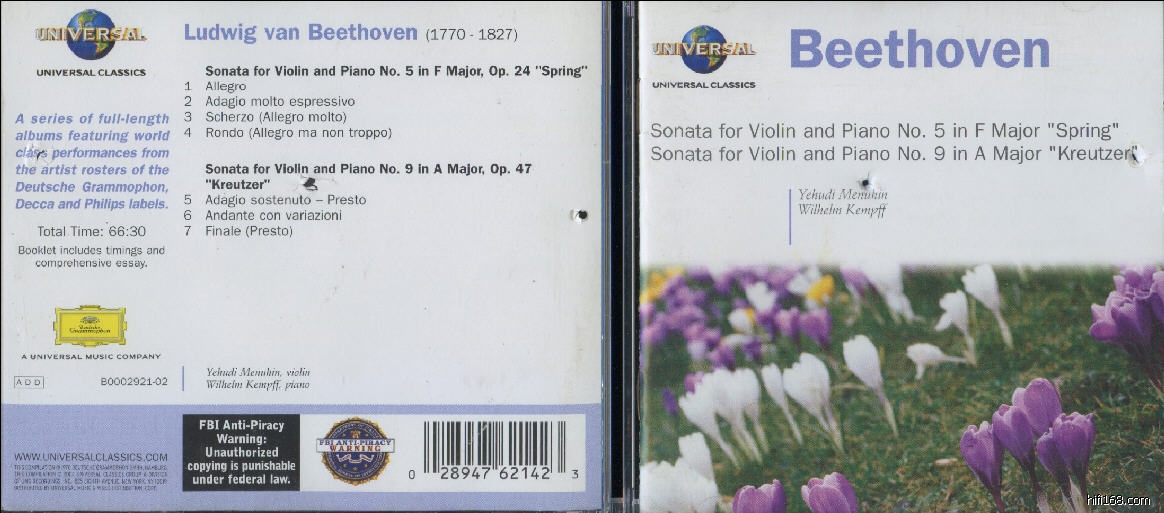 UNIVERSAL
UNIVERSAL CLASSICS
A series of full-length
albums featuring world
class performances from
the artist rosters of the
Deutsche Grammophon,
Decca and Philips labels.
Total Time: 66:30
Booklet includes timings and
comprehensive essay.
Deutsche
Grammophon
A UNIVERSAL MUSIC COMPANY
ADD B0002921-02
Ludwig van Beethoven (1770 - 1827)
Sonata for Violin and Piano No. 5 in F Major, Op. 24 "Spring"
1 Allegro
2 Adagio molto espressivo
3 Scherzo (Allegro molto)
4 Rondo (Allegro ma non troppo)
Sonata for Violin and Piano No. 9 in A Major, Op. 47
"Kreutzer"
5 Adagio sostenuto – Presto
6 Andante con variazioni
7 Finale (Presto)
Yehudi Menuhin, violin
Wilhelm Kempff, piano
WWW.UNIVERSALCLASSICS.COM
FBI Anti-Piracy
Warning:
Unauthorized
copying is punishable
under federal law.
FBI ANTI-PIRACY
WARNING
0 28947 62142 3
UNIVERSAL
UNIVERSAL CLASSICS
Beethoven
Sonata for Violin and Piano No. 5 in F Major "Spring"
Sonata for Violin and Piano No. 9 in A Major "Kreutzer"
Yehudi Menuhin
Wilhelm Kempff
hifi168.com